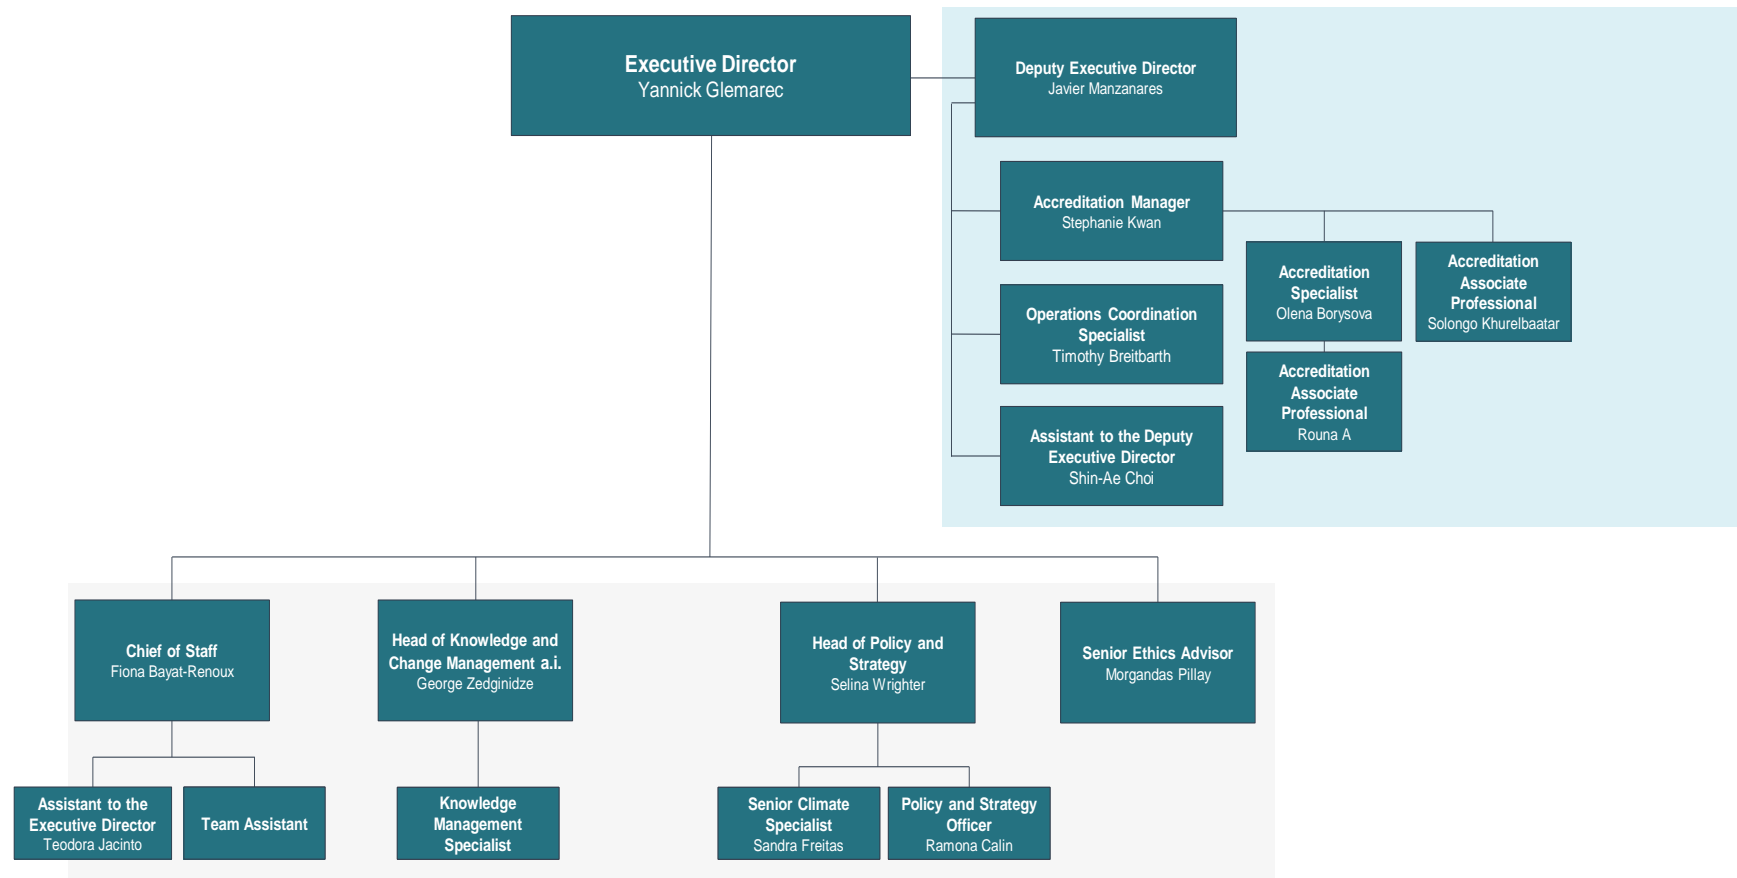 Executive Director
Yannick Glemarec
Deputy Executive Director
Javier Manzanares
Accreditation Manager
Stephanie Kwan
Accreditation
Specialist
Olena Borysova
Accreditation
Associate
Professional
Solongo Khurelbaatar
Operations Coordination
Specialist
Timothy Breitbarth
Accreditation
Associate
Professional
Rouna A
Assistant to the Deputy
Executive Director
Shin-Ae Choi
Chief of Staff
Fiona Bayat-Renoux
Head of Knowledge and
Change Management a.i.
George Zedginidze
Head of Policy and
Strategy
Selina Wrighter
Senior Ethics Advisor
Morgandas Pillay
Assistant to the
Executive Director
Teodora Jacinto
Team Assistant
Knowledge
Management
Specialist
Senior Climate
Specialist
Sandra Freitas
Policy and Strategy
Officer
Ramona Calin